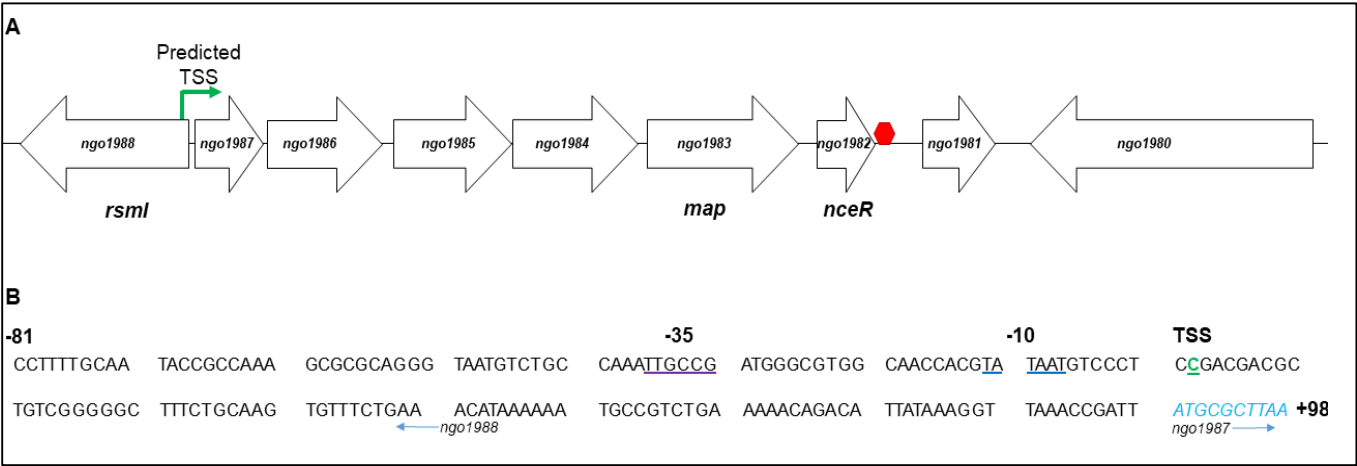 A
Predicted
TSS
ngo1988 ngo1987 ngo1986 ngo1985 ngo1984 ngo1983 ngo1982 ngo1981 ngo1980
rsmI map nceR
B
-81 -35 -10 TSS
CCTTTTGCAA TACCGCCAAA GCGCGCAGGG TAATGTCTGC CAAATTGCCG ATGGGCGTGG CAACCACGTA TAATGTCCCT CCGACGACGC
TGTCGGGGGC TTTCTGCAAG TGTTTCTGAA ACATAAAAAA TGCCGTCTGA AAAACAGACA TTATAAAGGT TAAACCGATT ATGCGCTTAA +98
ngo1988 ngo1987